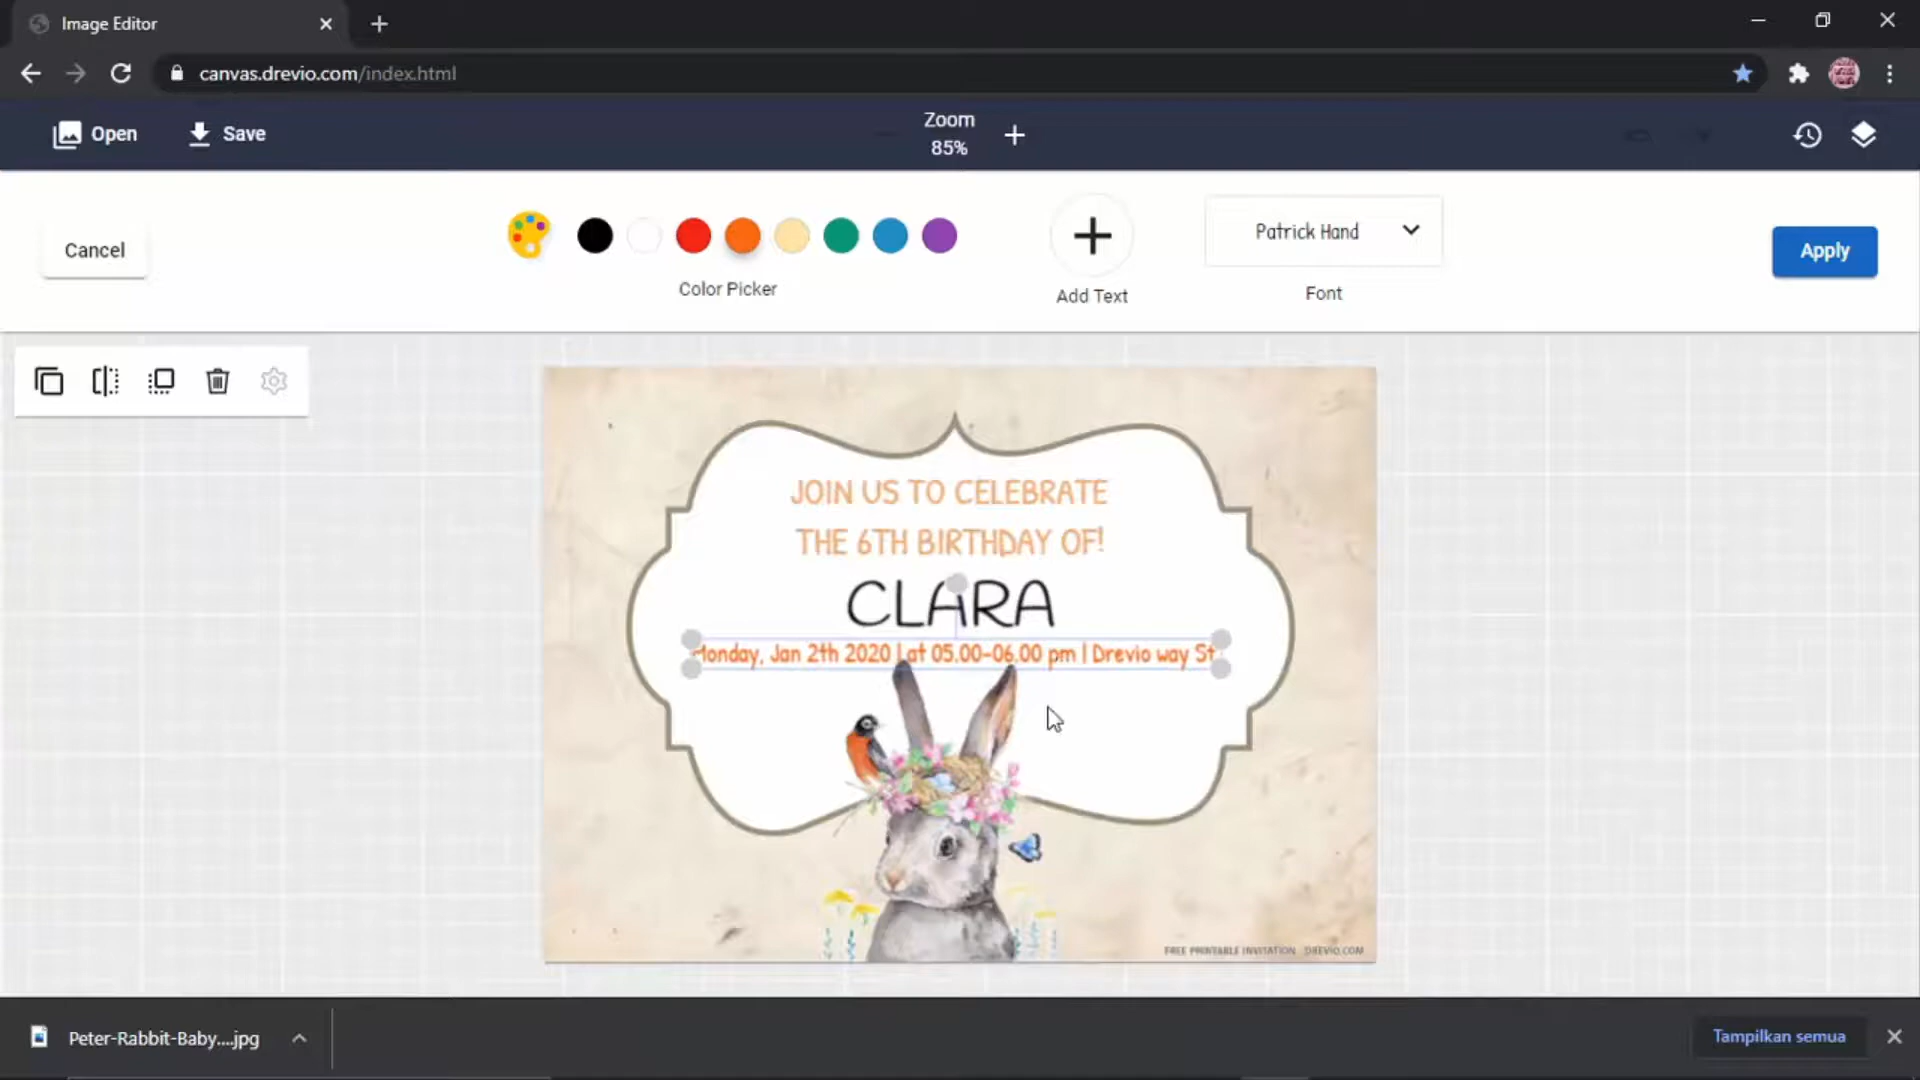 Image Editor
canvas.drevio.com/index.html
Open
Save
Zoom
85%
Cancel
Color Picker
Add Text
Patrick Hand
Font
Apply
JOIN US TO CELEBRATE
THE 6TH BIRTHDAY OF!
CLARA
Monday, Jan 2th 2020 | at 05.00-06.00 pm | Drevio way St
FREE PRINTABLE INVITATION DREVIO.COM
Peter-Rabbit-Baby....jpg
Tampilkan semua